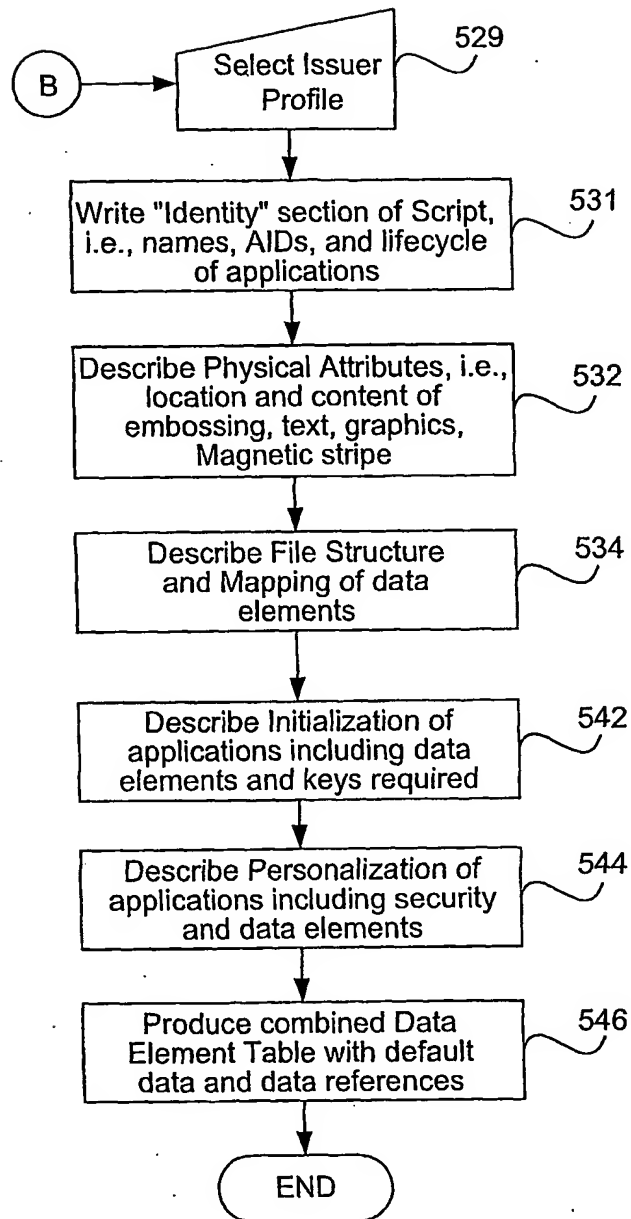 529
Select Issuer
Profile
B
Write "Identity" section of Script,
i.e., names, AIDs, and lifecycle
of applications
531
Describe Physical Attributes, i.e.,
location and content of
embossing, text, graphics,
Magnetic stripe
532
Describe File Structure
and Mapping of data
elements
534
Describe Initialization of
applications including data
elements and keys required
542
Describe Personalization of
applications including security
and data elements
544
Produce combined Data
Element Table with default
data and data references
546
END